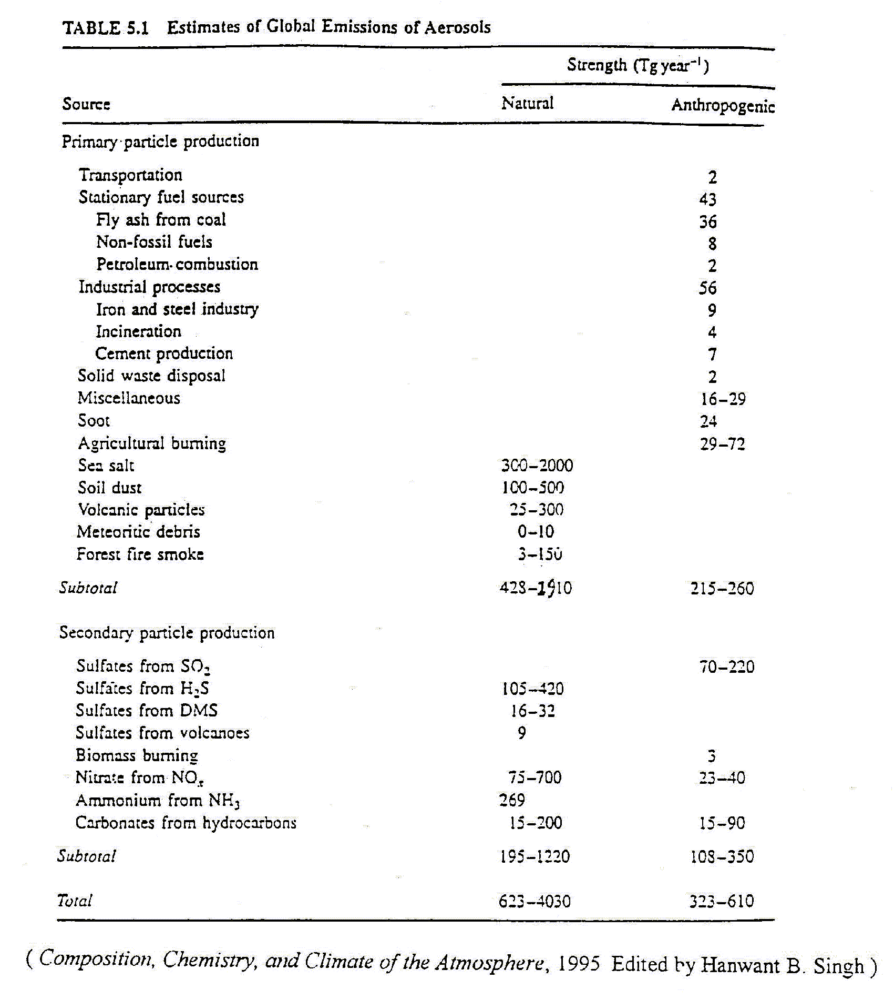 TABLE 5.1 Estimates of Global Emissions of Aerosols
Strength (Tg year⁻¹)
Source Natural Anthropogenic
Primary particle production
Transportation 2
Stationary fuel sources 43
Fly ash from coal 36
Non-fossil fuels 8
Petroleum combustion 2
Industrial processes 56
Iron and steel industry 9
Incineration 4
Cement production 7
Solid waste disposal 2
Miscellaneous 16–29
Soot 24
Agricultural burning 29–72
Sea salt 300–2000
Soil dust 100–500
Volcanic particles 25–300
Meteoritic debris 0–10
Forest fire smoke 3–150
Subtotal 428– 215–260
Secondary particle production
Sulfates from SO₂ 70–220
Sulfates from H₂S 105–420
Sulfates from DMS 16–32
Sulfates from volcanoes 9
Biomass burning 3
Nitrate from NOₓ 75–700 23–40
Ammonium from NH₃ 269
Carbonates from hydrocarbons 15–200 15–90
Subtotal 195–1220 108–350
Total 623–4030 323–610
( Composition, Chemistry, and Climate of the Atmosphere, 1995 Edited by Hanwant B. Singh )